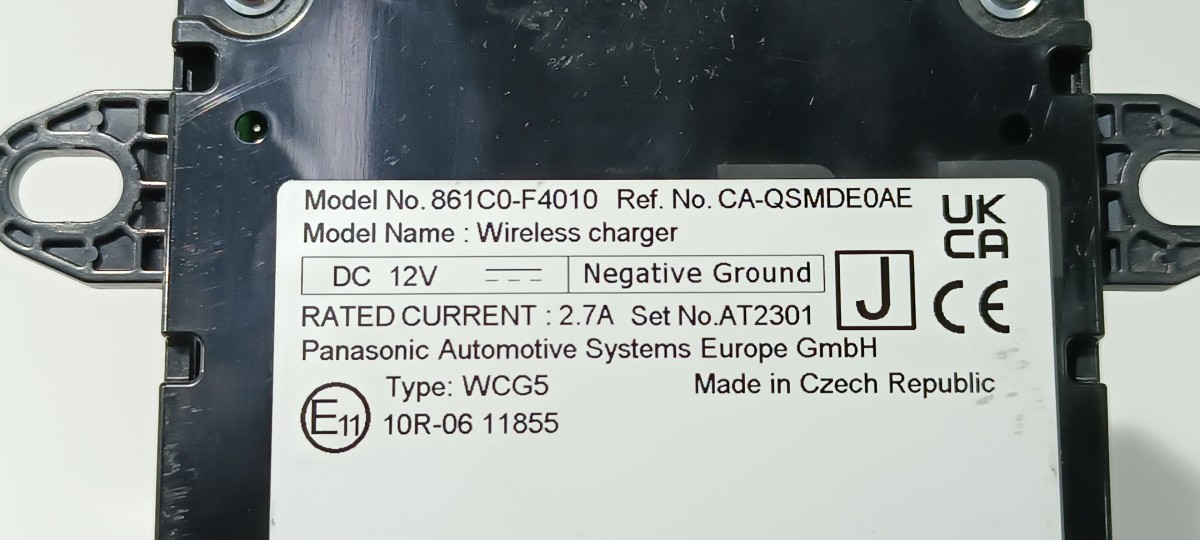 Model No. 861C0-F4010 Ref. No. CA-QSMDE0AE
Model Name : Wireless charger
UK
CA
DC 12V Negative Ground
J
CE
RATED CURRENT : 2.7A Set No.AT2301
Panasonic Automotive Systems Europe GmbH
Type: WCG5 Made in Czech Republic
E11 10R-06 11855